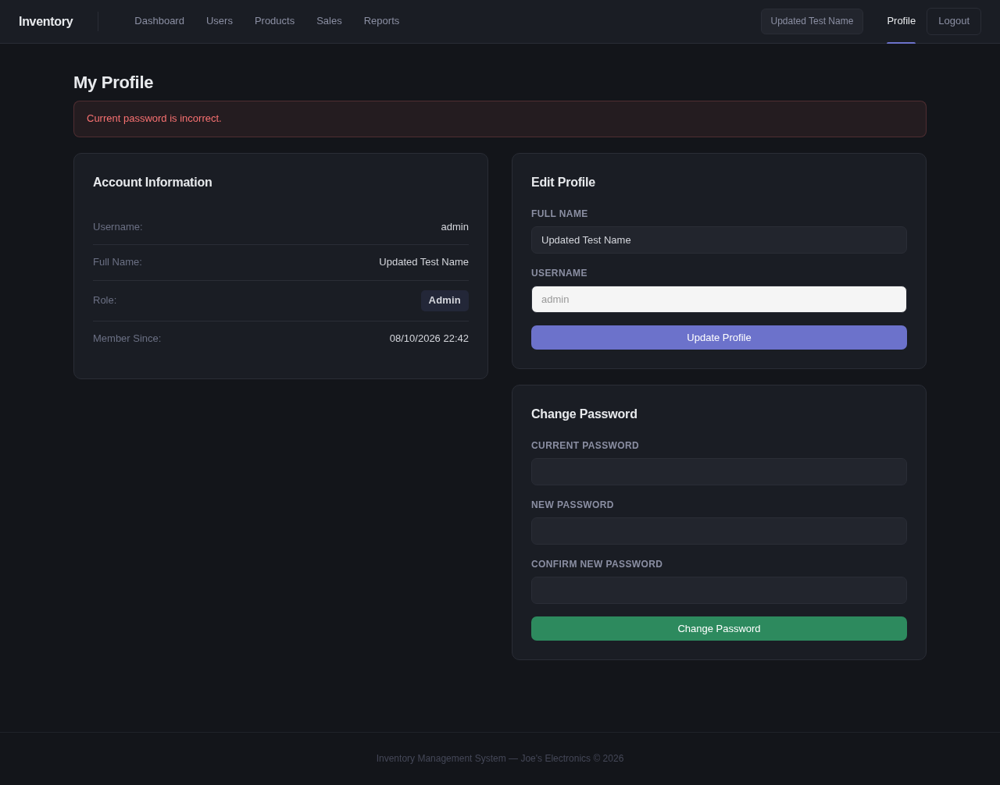 Inventory
Dashboard
Users
Products
Sales
Reports
Updated Test Name
Profile
Logout
My Profile
Current password is incorrect.
Account Information
Username:
admin
Full Name:
Updated Test Name
Role:
Admin
Member Since:
08/10/2026 22:42
Edit Profile
FULL NAME
Updated Test Name
USERNAME
admin
Update Profile
Change Password
CURRENT PASSWORD
NEW PASSWORD
CONFIRM NEW PASSWORD
Change Password
Inventory Management System — Joe's Electronics © 2026